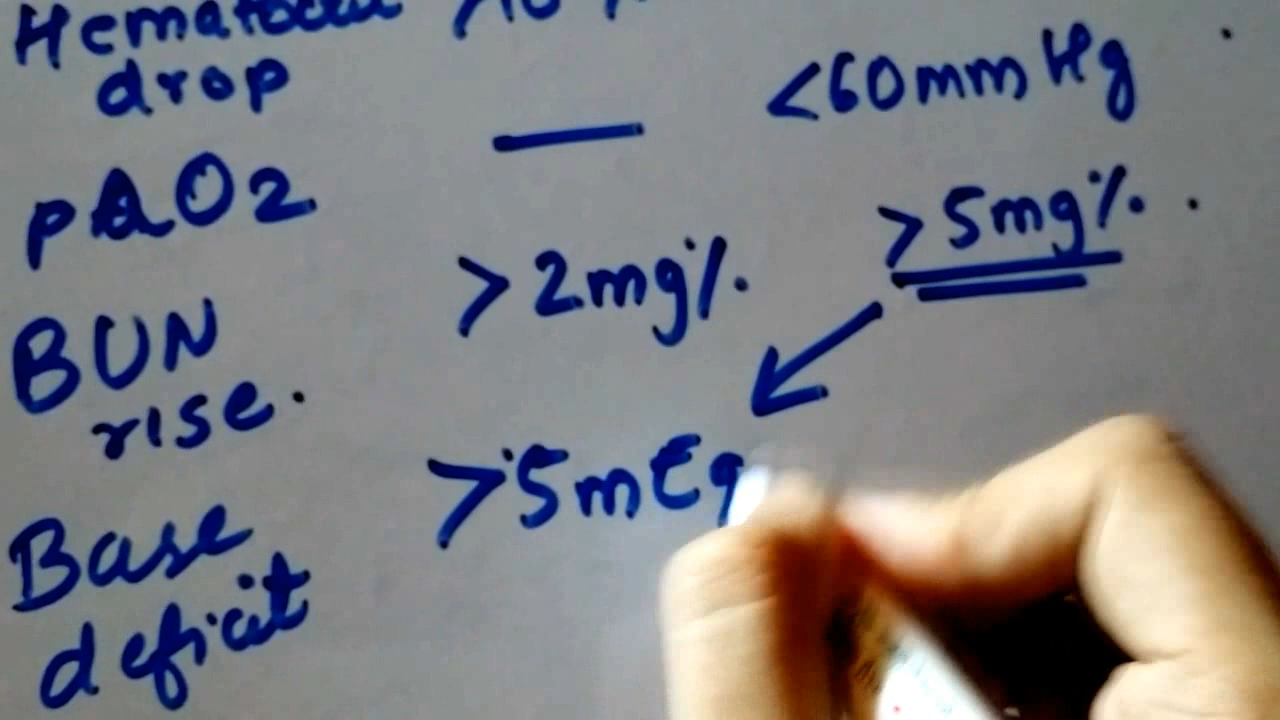 drop
<60mmHg
paO2
—
BUN
rise.
>2mg%.
>5mg%.
Base
deficit
>5mEq